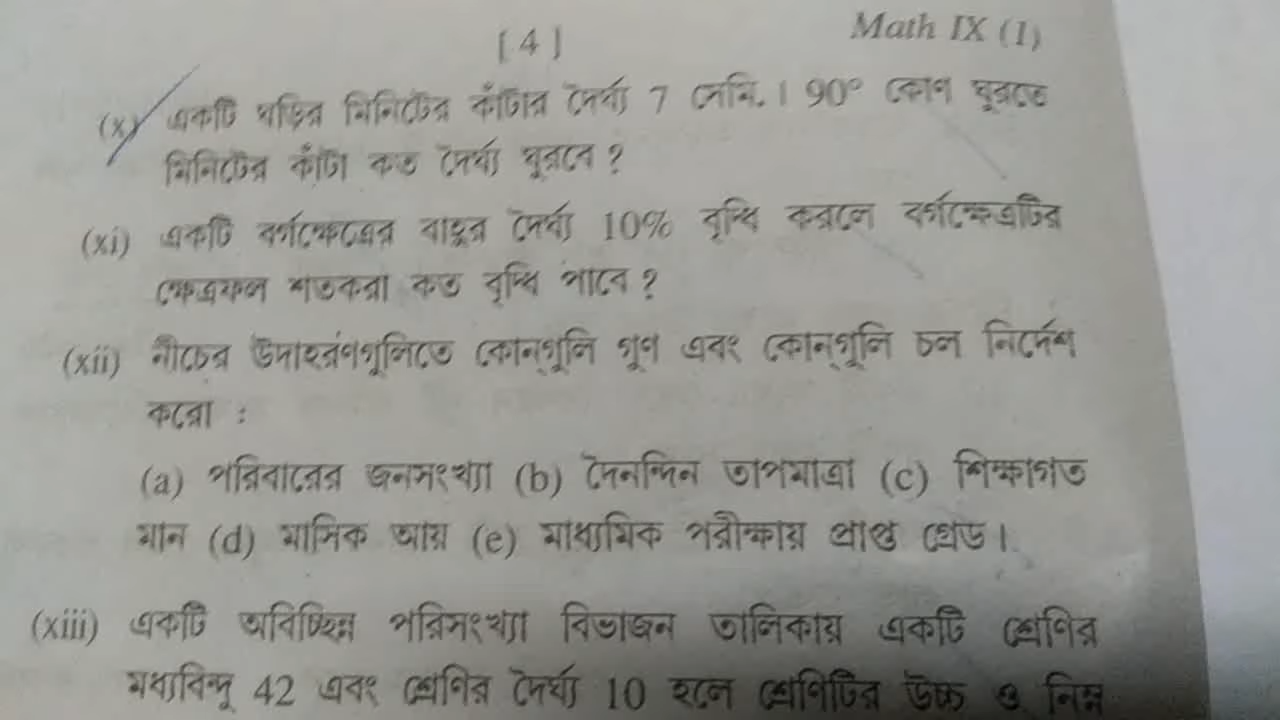 [ 4 ]
Math IX (1)
(x) একটি ঘড়ির মিনিটের কাঁটার দৈর্ঘ্য 7 সেমি. । 90° কোণ ঘুরতে
মিনিটের কাঁটা কত দৈর্ঘ্য ঘুরবে ?
(xi) একটি বর্গক্ষেত্রের বাহুর দৈর্ঘ্য 10% বৃদ্ধি করলে বর্গক্ষেত্রটির
ক্ষেত্রফল শতকরা কত বৃদ্ধি পাবে ?
(xii) নীচের উদাহরণগুলিতে কোন্‌গুলি গুণ এবং কোন্‌গুলি চল নির্দেশ
করো :
(a) পরিবারের জনসংখ্যা (b) দৈনন্দিন তাপমাত্রা (c) শিক্ষাগত
মান (d) মাসিক আয় (e) মাধ্যমিক পরীক্ষায় প্রাপ্ত গ্রেড।
(xiii) একটি অবিচ্ছিন্ন পরিসংখ্যা বিভাজন তালিকায় একটি শ্রেণির
মধ্যবিন্দু 42 এবং শ্রেণির দৈর্ঘ্য 10 হলে শ্রেণিটির উচ্চ ও নিম্ন